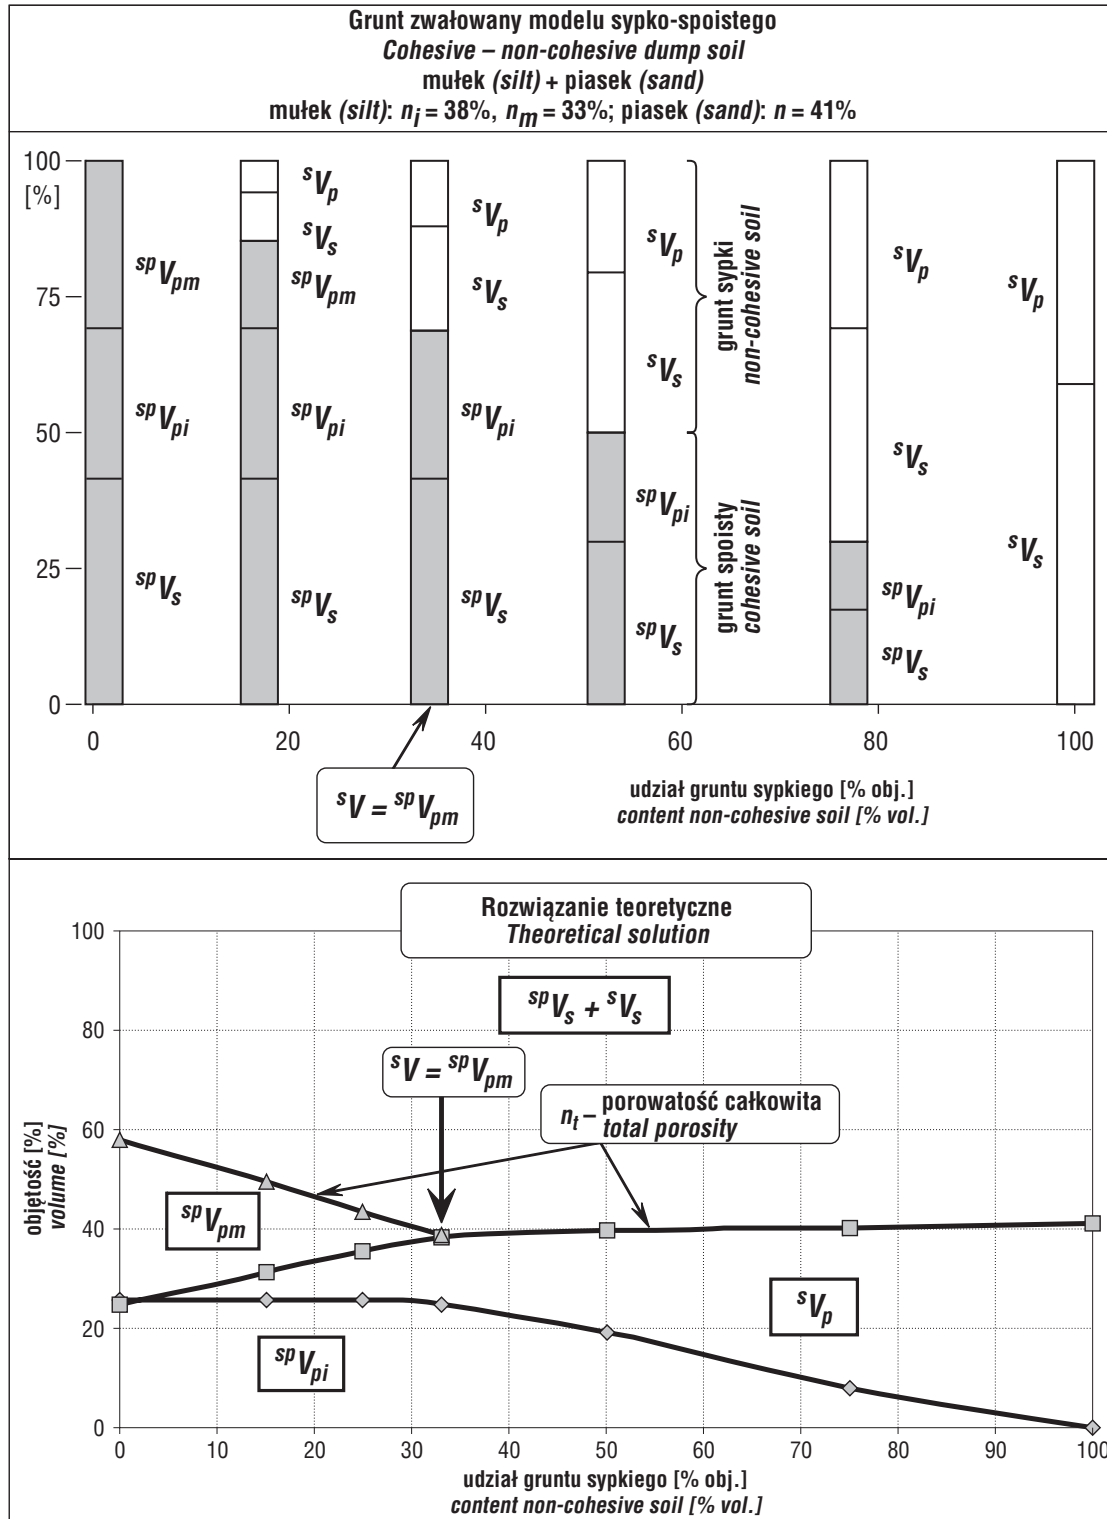 Grunt zwałowany modelu sypko-spoistego
Cohesive – non-cohesive dump soil
mułek (silt) + piasek (sand)
mułek (silt): ni = 38%, nm = 33%; piasek (sand): n = 41%
100
[%]
75
50
25
0
spVpm
spVpi
spVs
sVp
sVs
spVpm
spVpi
spVs
sVp
sVs
spVpi
spVs
sVp
sVs
spVpi
spVs
grunt sypki
non-cohesive soil
grunt spoisty
cohesive soil
sVp
sVs
spVpi
spVs
sVp
sVs
0 20 40 60 80 100
sV = spVpm
udział gruntu sypkiego [% obj.]
content non-cohesive soil [% vol.]
Rozwiązanie teoretyczne
Theoretical solution
spVs + sVs
sV = spVpm
nt – porowatość całkowita
total porosity
spVpm
spVpi
sVp
objętość [%]
volume [%]
100
80
60
40
20
0
0 10 20 30 40 50 60 70 80 90 100
udział gruntu sypkiego [% obj.]
content non-cohesive soil [% vol.]